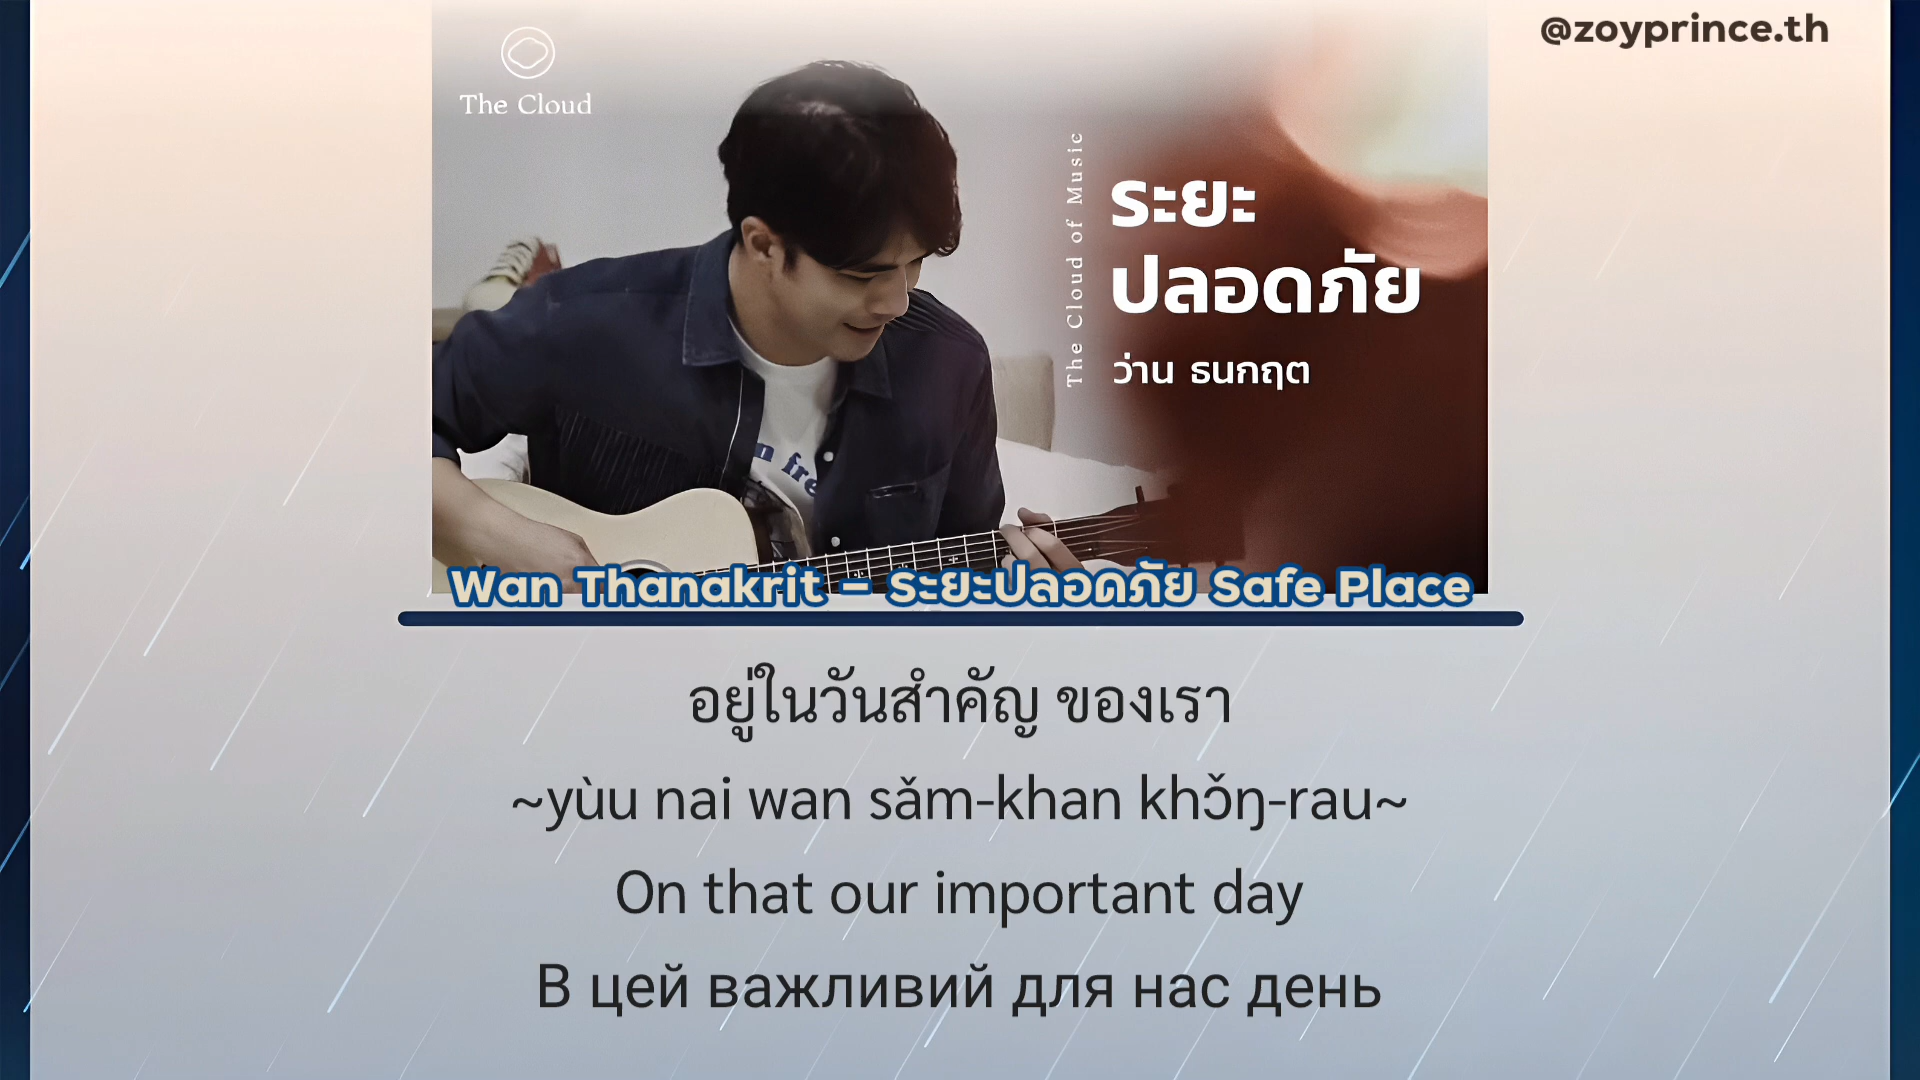 @zoyprince.th
The Cloud
The Cloud of Music
ระยะ
ปลอดภัย
ว่าน ธนกฤต
n fre
Wan Thanakrit – ระยะปลอดภัย Safe Place
อยู่ในวันสำคัญ ของเรา
~yùu nai wan sǎm-khan khɔ̌ŋ-rau~
On that our important day
В цей важливий для нас день